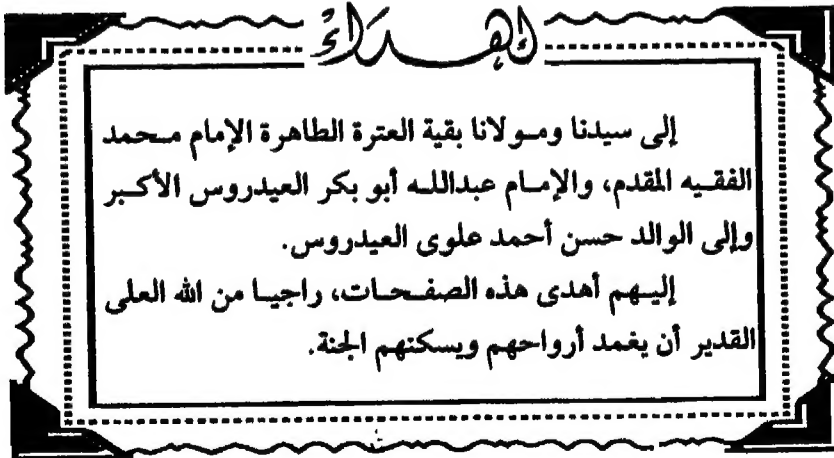 إهداء
إلى سيدنا ومولانا بقية العترة الطاهرة الإمام محمد
الفقيه المقدم، والإمام عبدالله أبو بكر العيدروس الأكبر
وإلى الوالد حسن أحمد علوى العيدروس.
إليهم أهدى هذه الصفحات، راجيا من الله العلى
القدير أن يغمد أرواحهم ويسكنهم الجنة.